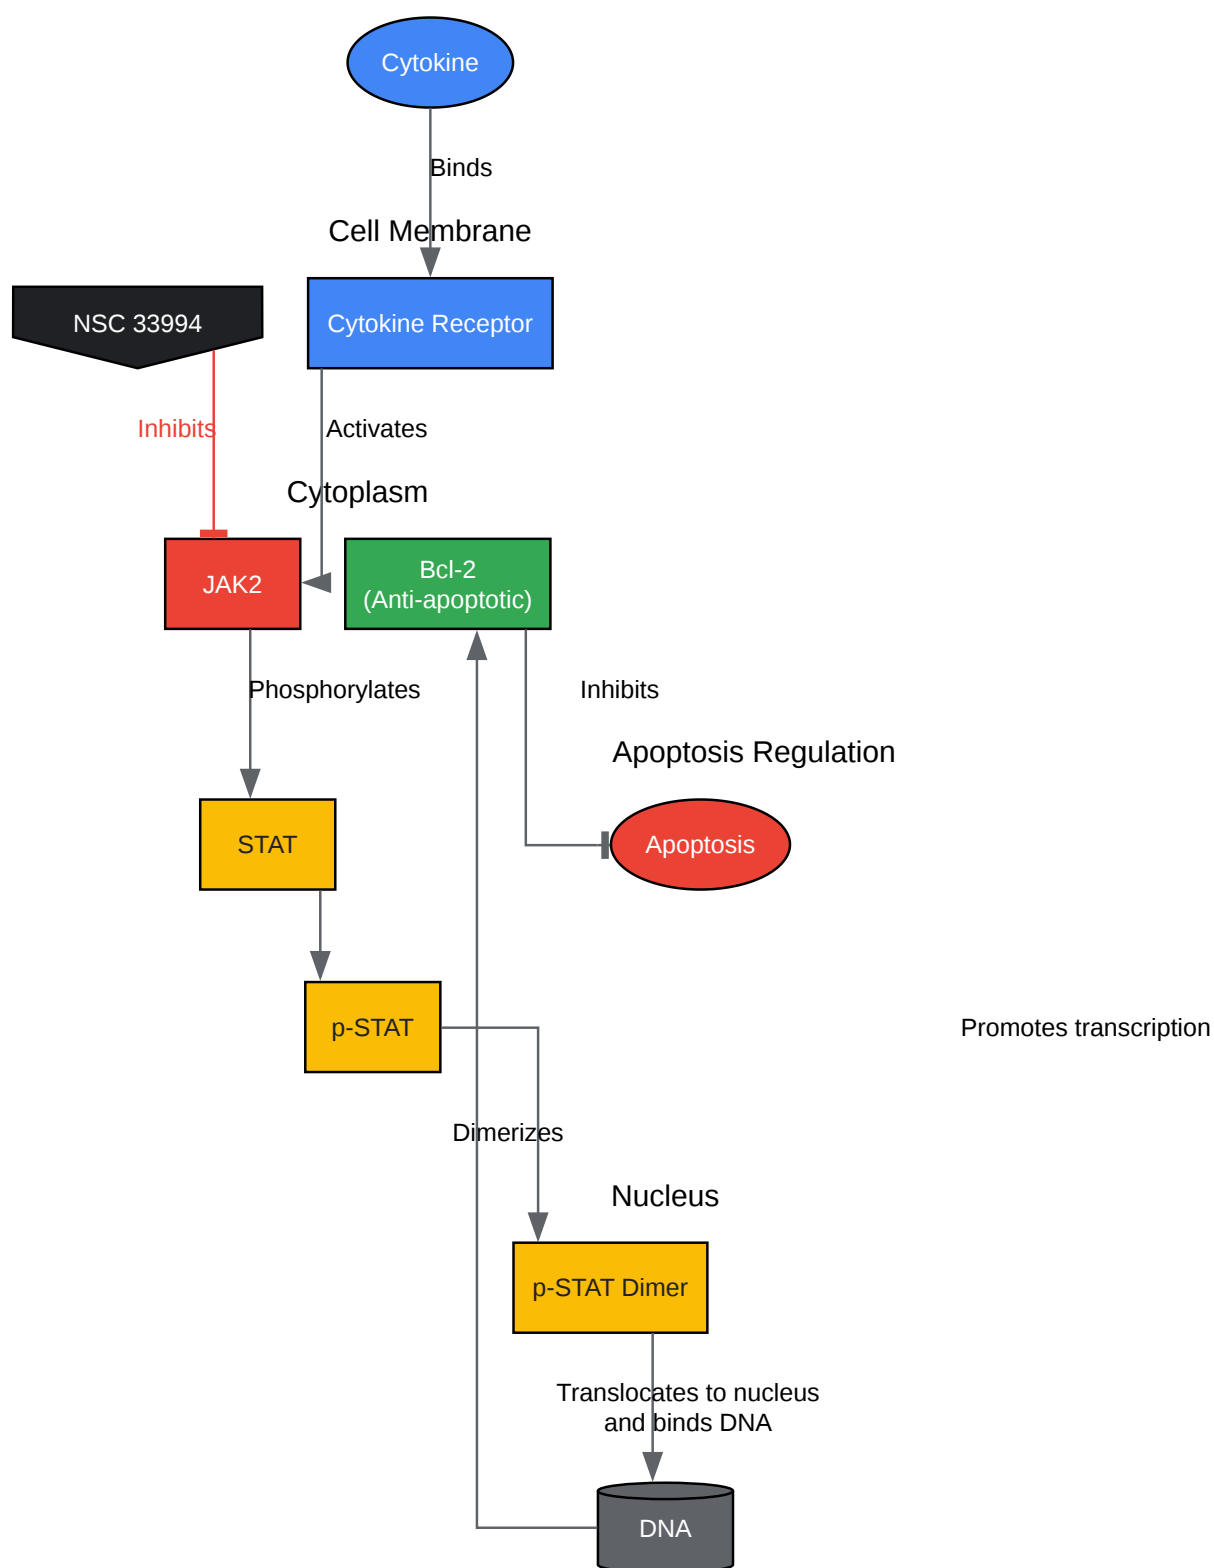 Cytokine
Binds
Cell Membrane
NSC 33994
Cytokine Receptor
Inhibits
Activates
Cytoplasm
JAK2
Bcl-2
(Anti-apoptotic)
Phosphorylates
Inhibits
Apoptosis Regulation
STAT
Apoptosis
p-STAT
Promotes transcription
Dimerizes
Nucleus
p-STAT Dimer
Translocates to nucleus
and binds DNA
DNA